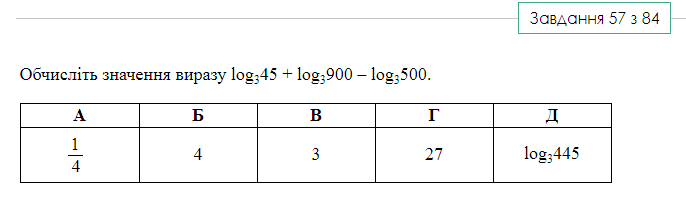 Завдання 57 з 84
Обчисліть значення виразу log₃45 + log₃900 – log₃500.
А Б В Г Д
1/4 4 3 27 log₃445